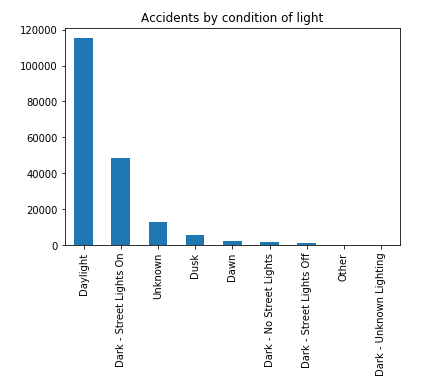 Accidents by condition of light
120000
100000
80000
60000
40000
20000
0
Daylight
Dark - Street Lights On
Unknown
Dusk
Dawn
Dark - No Street Lights
Dark - Street Lights Off
Other
Dark - Unknown Lighting